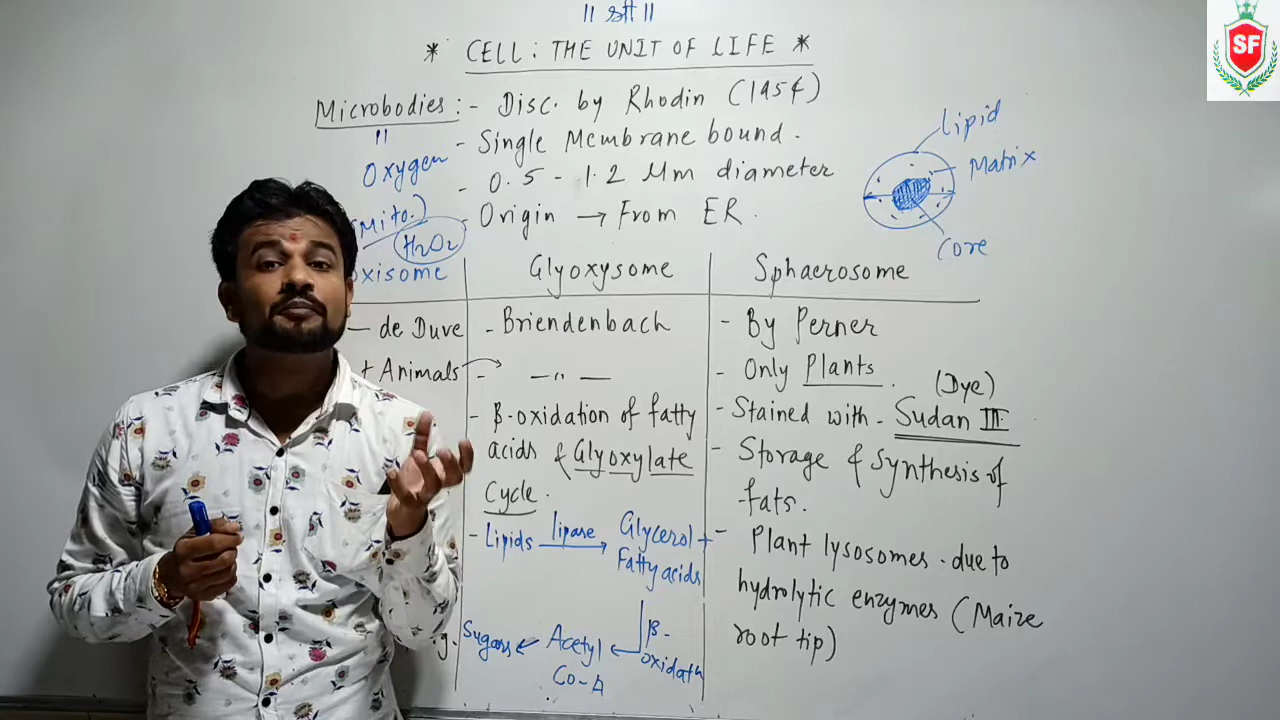 || श्री ||
* CELL : THE UNIT OF LIFE *
Microbodies :- Disc. by Rhodin (1954)
- Single Membrane bound.
- 0.5 - 1.2 Mm diameter
- Origin → From ER.
"
Oxygen
(Mito.)
H2O2
Lipid
Matrix
Core
oxisome
- de Duve
+ Animals
g.
Glyoxysome
- Briendenbach
- —"—
- β-oxidation of fatty
acids & Glyoxylate
Cycle.
- Lipids lipase → Glycerol +
Fatty acids
β-
oxidatn
Sugars ← Acetyl
Co-A
Sphaerosome
- By Perner
- Only Plants.
(Dye)
- Stained with - Sudan III
- Storage & Synthesis of
fats.
- Plant lysosomes. due to
hydrolytic enzymes (Maize
root tip)
SF